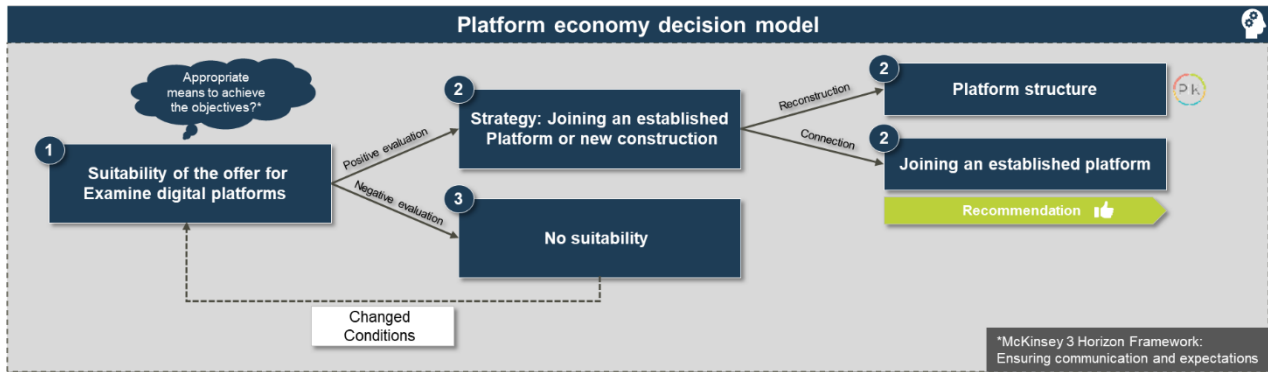 Platform economy decision model
Appropriate
means to achieve
the objectives?*
1
Suitability of the offer for
Examine digital platforms
Positive evaluation
Negative evaluation
2
Strategy: Joining an established
Platform or new construction
3
No suitability
Changed
Conditions
Reconstruction
Connection
2
Platform structure
Ph
2
Joining an established platform
Recommendation
*McKinsey 3 Horizon Framework:
Ensuring communication and expectations